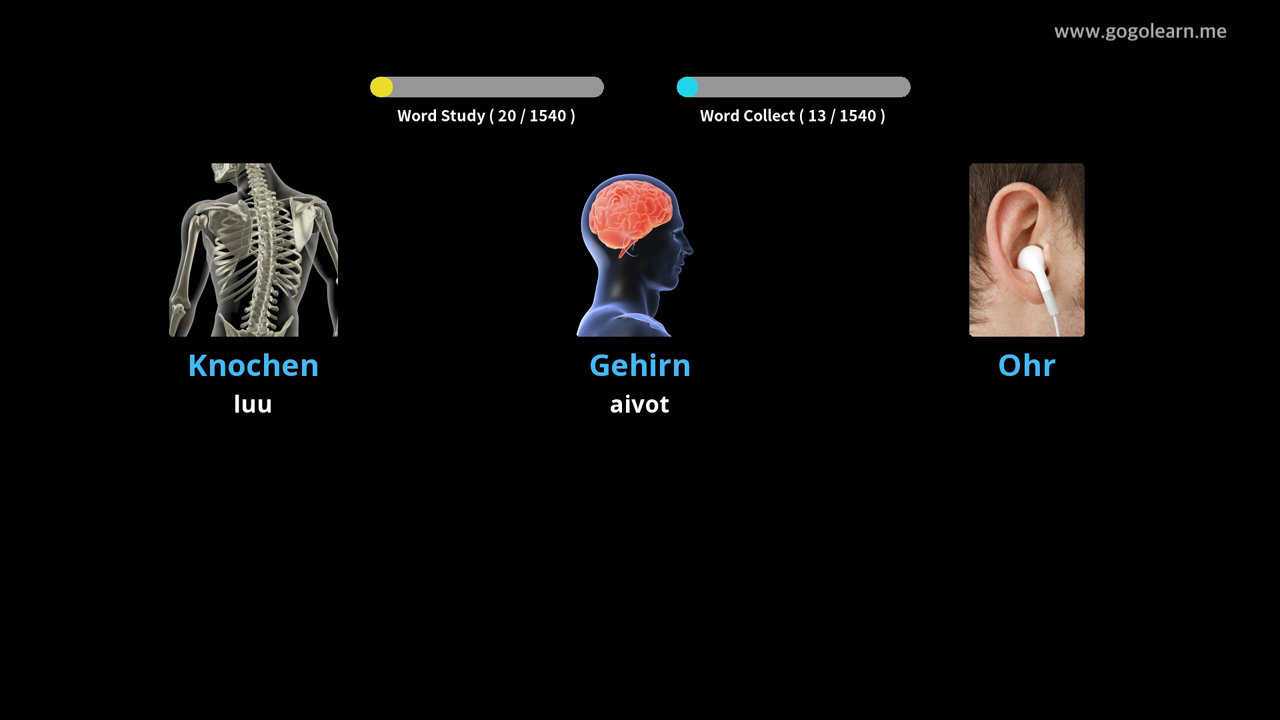 www.gogolearn.me
Word Study ( 20 / 1540 )
Word Collect ( 13 / 1540 )
Knochen
luu
Gehirn
aivot
Ohr